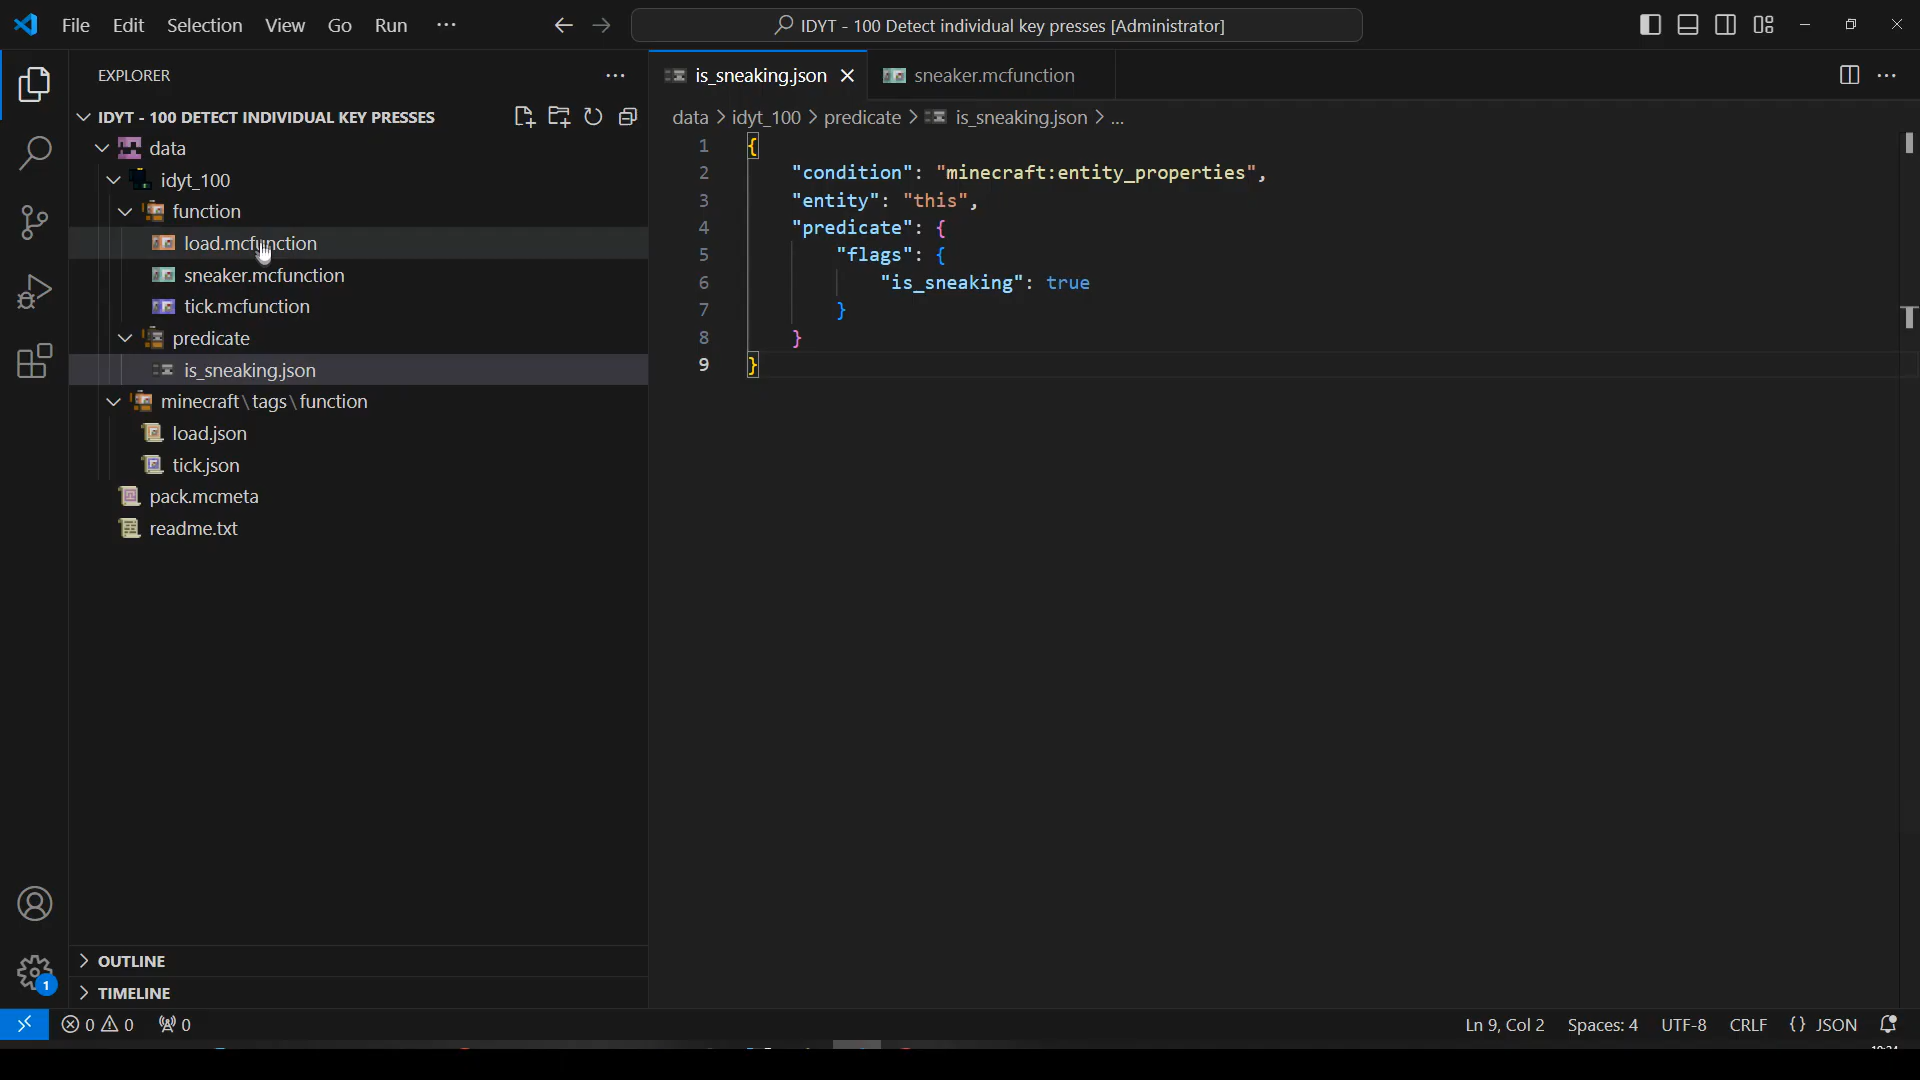 File Edit Selection View Go Run ···
IDYT - 100 Detect individual key presses [Administrator]
EXPLORER
IDYT - 100 DETECT INDIVIDUAL KEY PRESSES
data
idyt_100
function
load.mcfunction
sneaker.mcfunction
tick.mcfunction
predicate
is_sneaking.json
minecraft\tags\function
load.json
tick.json
pack.mcmeta
readme.txt
OUTLINE
TIMELINE
is_sneaking.json sneaker.mcfunction
data > idyt_100 > predicate > is_sneaking.json > ...
1 {
2 "condition": "minecraft:entity_properties",
3 "entity": "this",
4 "predicate": {
5 "flags": {
6 "is_sneaking": true
7 }
8 }
9 }
1
0 0 0
Ln 9, Col 2 Spaces: 4 UTF-8 CRLF {} JSON